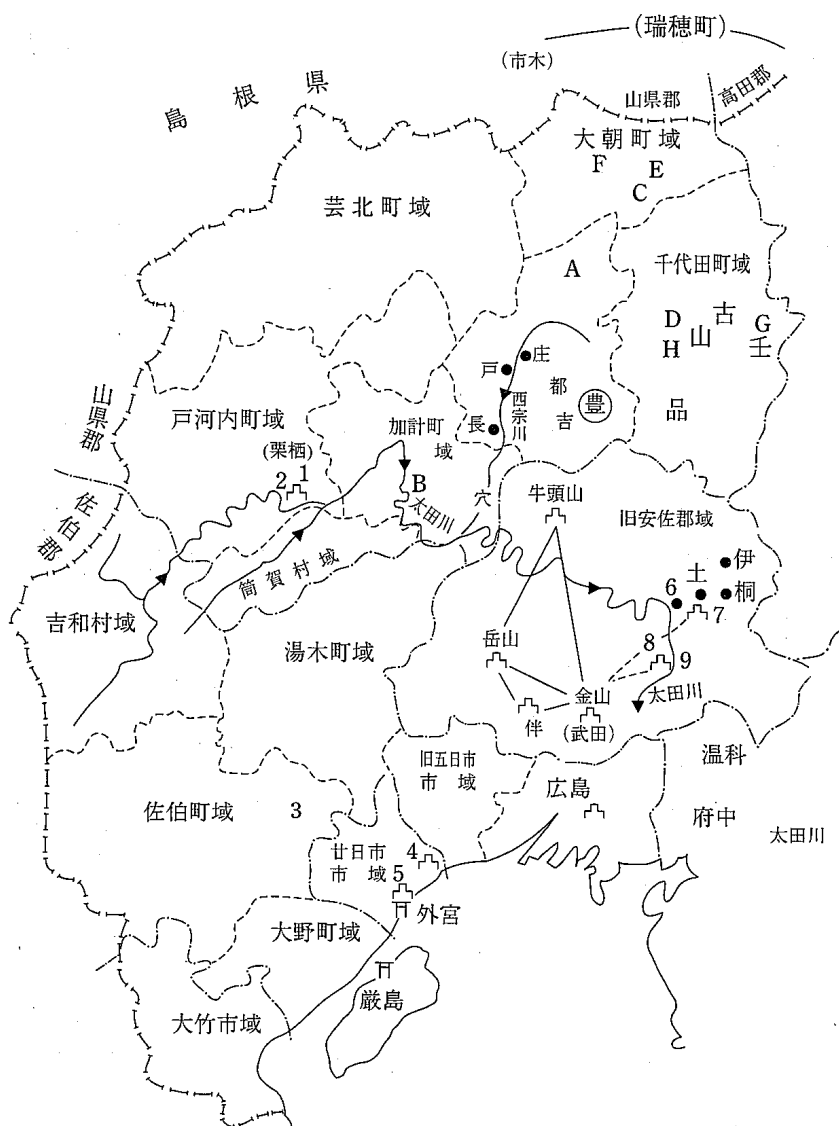 (瑞穂町)
(市木)
島根県
山県郡
高田郡
大朝町域
F
E
C
芸北町域
千代田町域
A
D
H
山
古
G
壬
品
戸
庄
西宗川
都
吉
豊
長
穴
山県郡
佐伯郡
戸河内町域
(栗栖)
2
1
加計町
域
B
太田川
筒賀村域
吉和村域
湯木町域
牛頭山
旧安佐郡域
伊
土
桐
6
7
8
9
岳山
伴
金山
(武田)
太田川
温科
府中
太田川
佐伯町域
3
旧五日市
市域
広島
廿日市
市域
4
5
外宮
大野町域
厳島
大竹市域